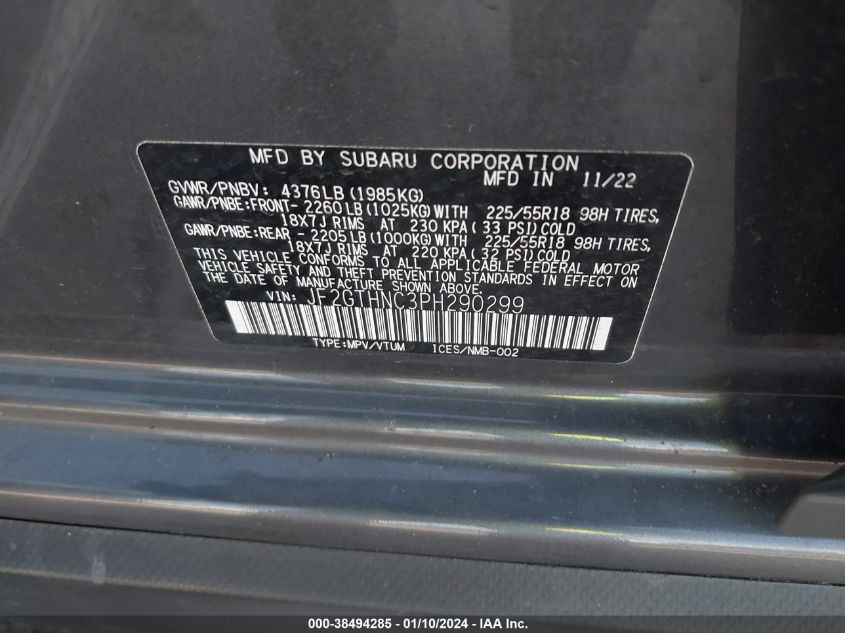 MFD BY SUBARU CORPORATION
GVWR/PNBV: 4376LB (1985KG) MFD IN 11/22
GAWR/PNBE:FRONT- 2260 LB (1025KG) WITH 225/55R18 98H TIRES,
18X7J RIMS AT 230 KPA ( 33 PSI) COLD
GAWR/PNBE:REAR - 2205 LB (1000KG) WITH 225/55R18 98H TIRES,
18X7J RIMS AT 220 KPA ( 32 PSI) COLD
THIS VEHICLE CONFORMS TO ALL APPLICABLE FEDERAL MOTOR
VEHICLE SAFETY AND THEFT PREVENTION STANDARDS IN EFFECT ON
THE DATE OF MANUFACTURE SHOWN ABOVE.
VIN: JF2GTHNC3PH290299
TYPE:MPV/VTUM ICES/NMB-002
000-38494285 - 01/10/2024 - IAA Inc.